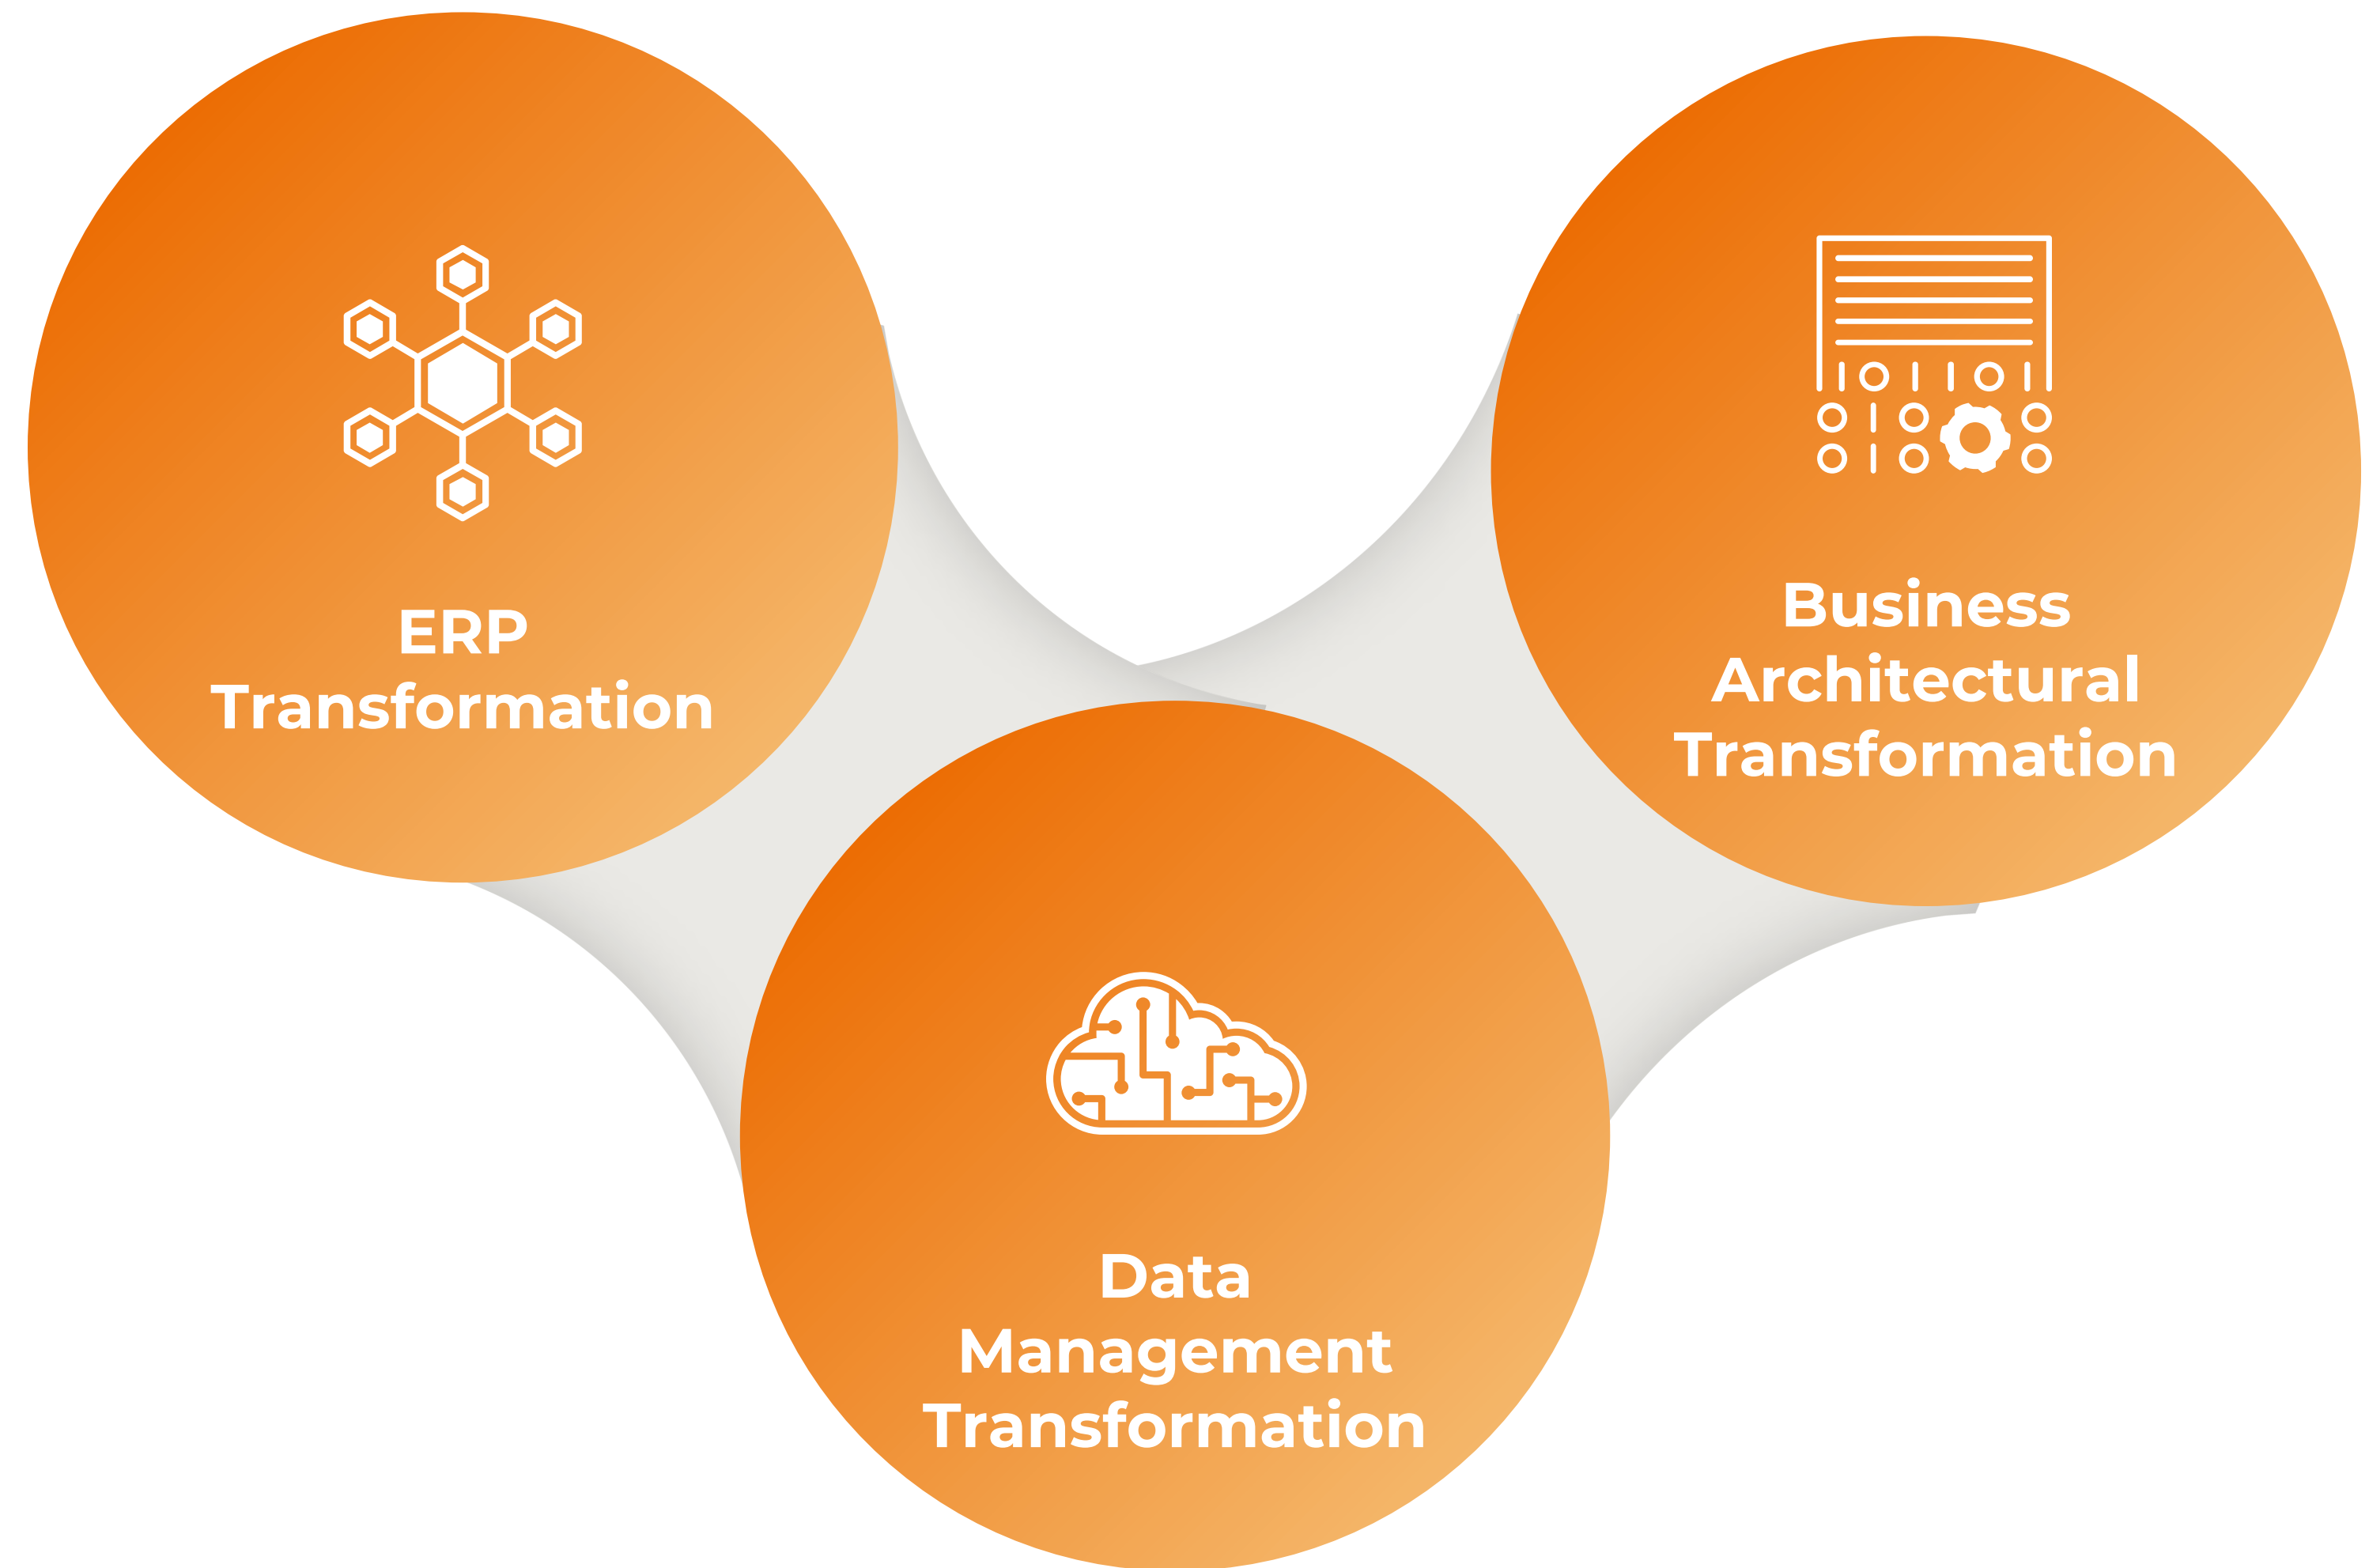 ERP
Transformation
Business
Architectural
Transformation
Data
Management
Transformation